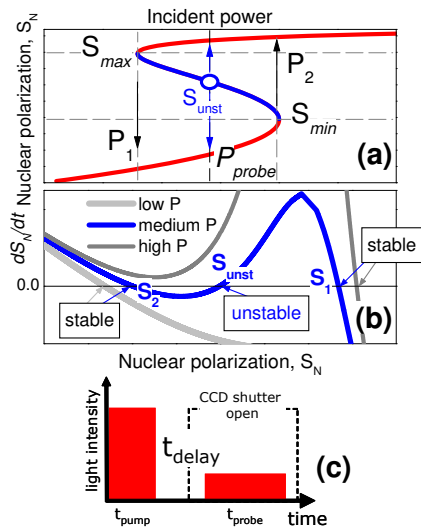 Incident power
Nuclear polarization, S_N
S_max
P_2
S_unst
S_min
P_1
P_probe
(a)
dS_N/dt
low P
medium P
high P
stable
S_unst
S_1
0.0
S_2
stable
unstable
(b)
Nuclear polarization, S_N
light intensity
CCD shutter
open
t_delay
(c)
t_pump
t_probe
time